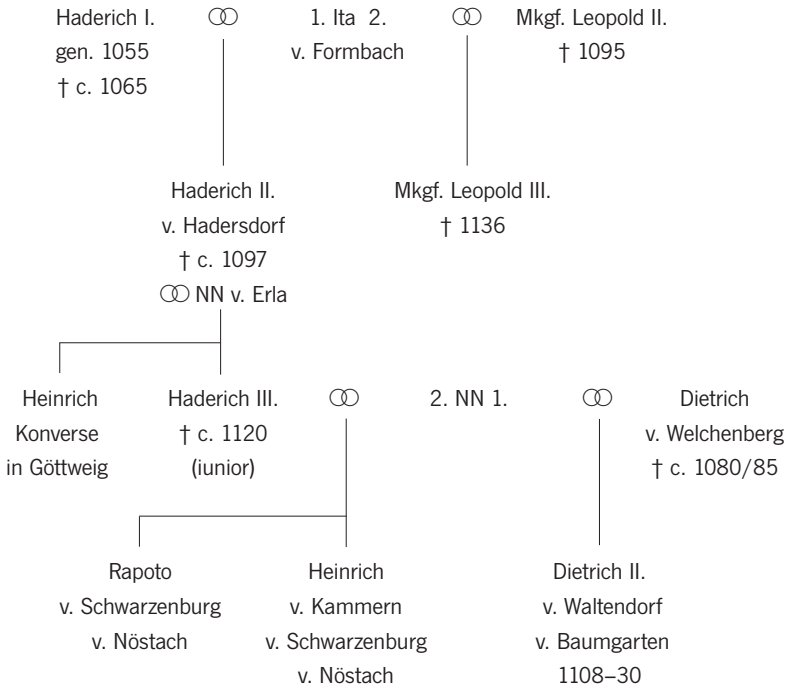 Haderich I. ⚭ 1. Ita 2. ⚭ Mkgf. Leopold II.
gen. 1055 v. Formbach † 1095
† c. 1065
Haderich II. Mkgf. Leopold III.
v. Hadersdorf † 1136
† c. 1097
⚭ NN v. Erla
Heinrich Haderich III. ⚭ 2. NN 1. ⚭ Dietrich
Konverse † c. 1120 v. Welchenberg
in Göttweig (iunior) † c. 1080/85
Rapoto Heinrich Dietrich II.
v. Schwarzenburg v. Kammern v. Waltendorf
v. Nöstach v. Schwarzenburg v. Baumgarten
v. Nöstach 1108–30